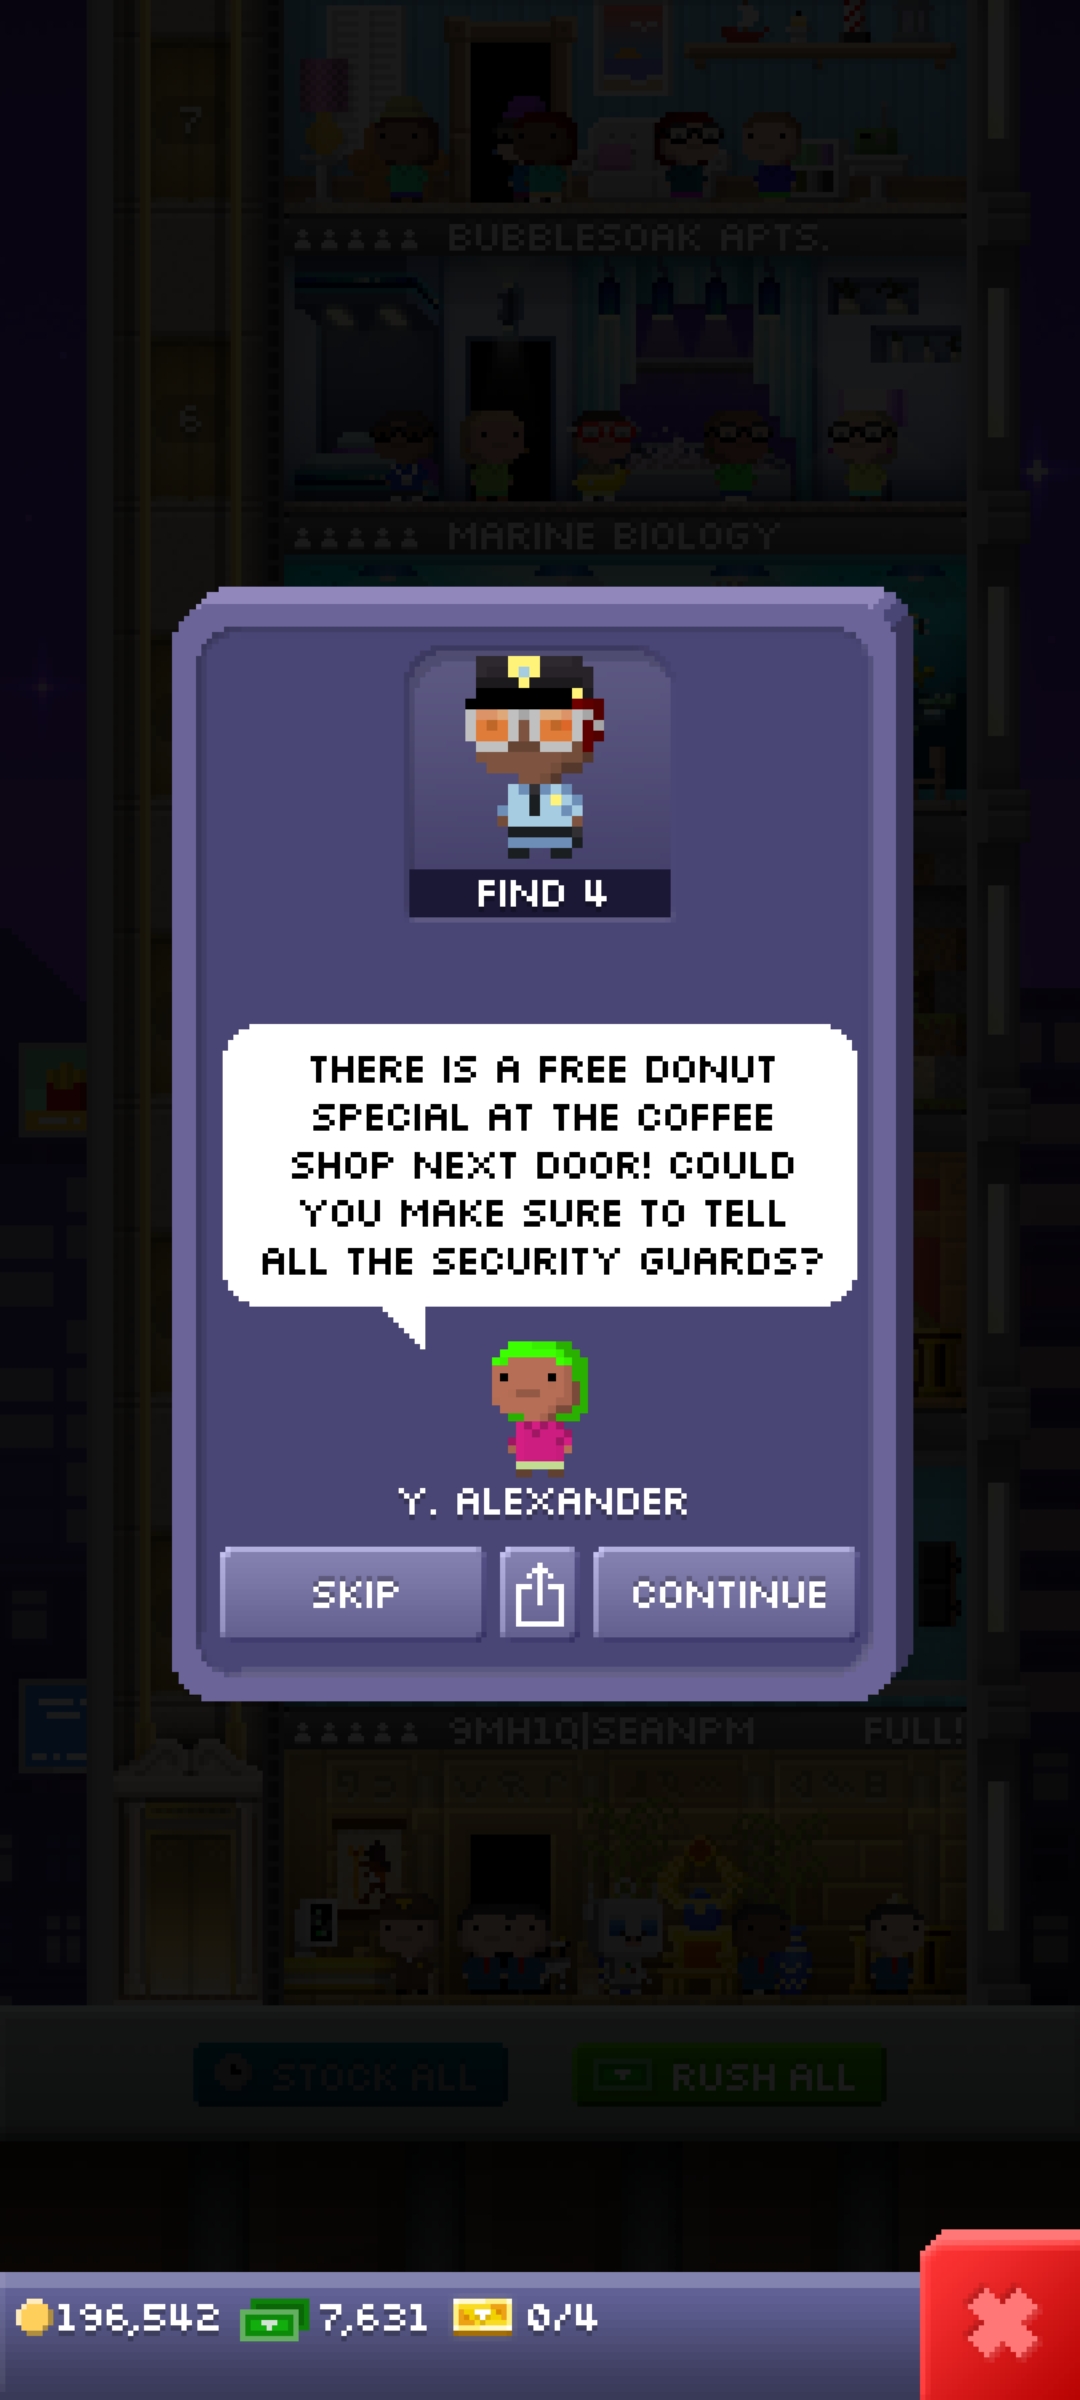 7
BUBBLESOAK APTS.
6
MARINE BIOLOGY
FIND 4
THERE IS A FREE DONUT
SPECIAL AT THE COFFEE
SHOP NEXT DOOR! COULD
YOU MAKE SURE TO TELL
ALL THE SECURITY GUARDS?
Y. ALEXANDER
SKIP
CONTINUE
9MH1Q|SEANPM FULL!
STOCK ALL
RUSH ALL
196,542 7,631 0/4